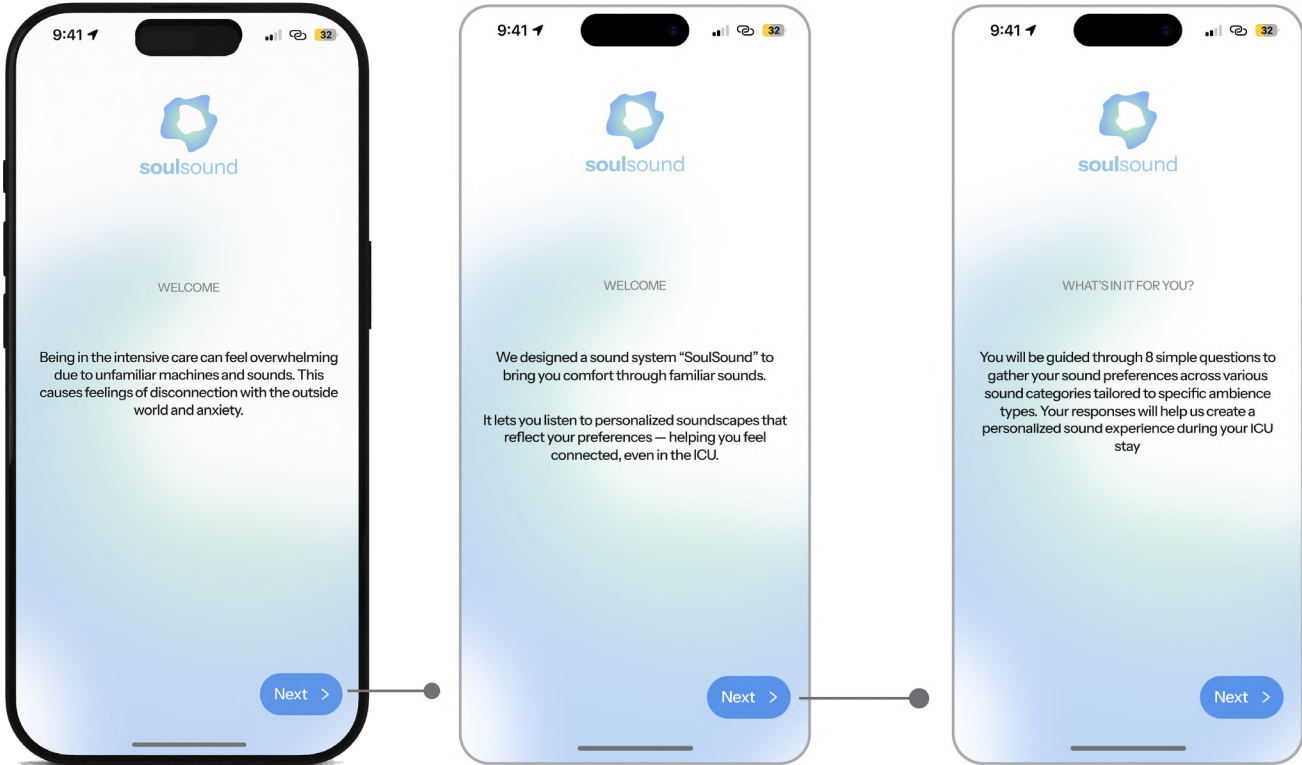 9:41
32
soulsound
WELCOME
Being in the intensive care can feel overwhelming
due to unfamiliar machines and sounds. This
causes feelings of disconnection with the outside
world and anxiety.
Next >
9:41
32
soulsound
WELCOME
We designed a sound system “SoulSound” to
bring you comfort through familiar sounds.
It lets you listen to personalized soundscapes that
reflect your preferences — helping you feel
connected, even in the ICU.
Next >
9:41
32
soulsound
WHAT'S IN IT FOR YOU?
You will be guided through 8 simple questions to
gather your sound preferences across various
sound categories tailored to specific ambience
types. Your responses will help us create a
personalized sound experience during your ICU
stay
Next >